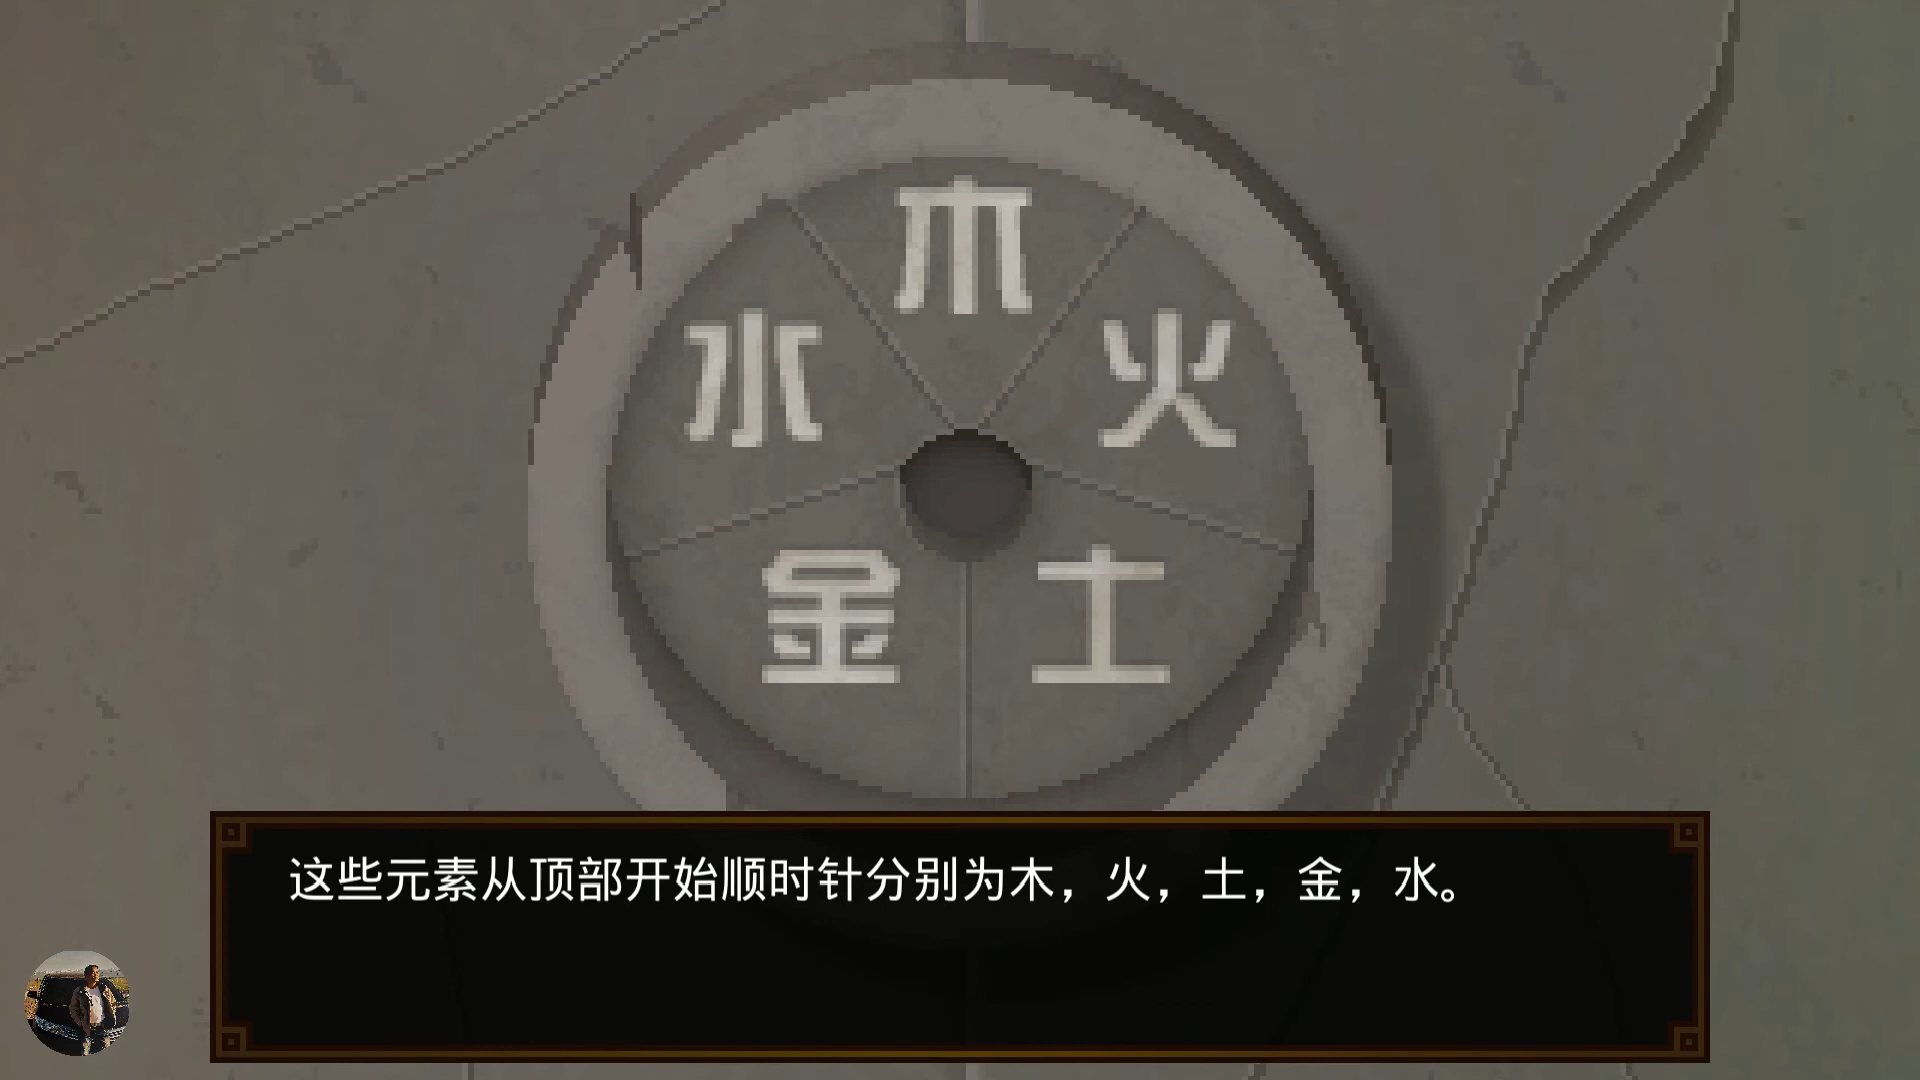 木
水
火
金
土
这些元素从顶部开始顺时针分别为木，火，土，金，水。